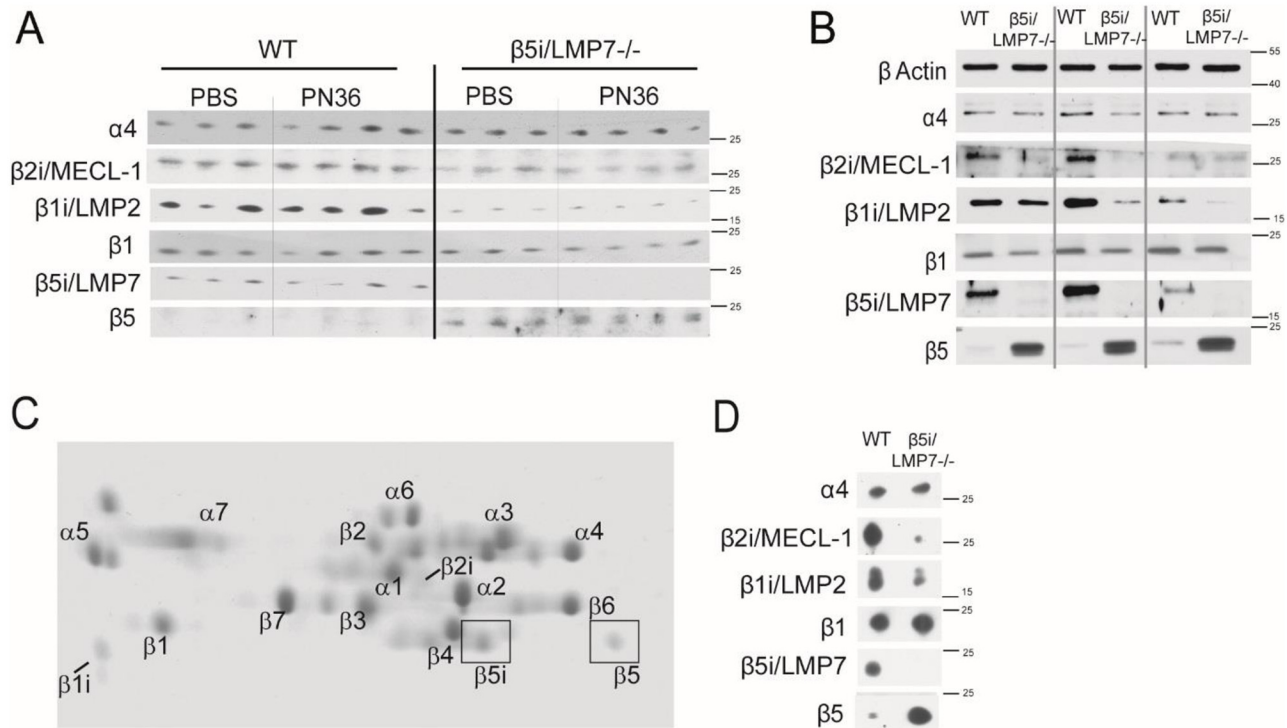 A
WT β5i/LMP7-/-
PBS PN36 PBS PN36
α4
25
β2i/MECL-1
25
β1i/LMP2
20
15
β1
25
β5i/LMP7
25
β5
25
B
WT β5i/ LMP7-/- WT β5i/ LMP7-/- WT β5i/ LMP7-/-
β Actin
55
40
α4
β2i/MECL-1
25
β1i/LMP2
15
β1
25
β5i/LMP7
15
β5
25
C
α6
α5 α7 β2 α3 α4
β2i
α1 α2
β7 β3 β6
β1 β4
β1i β5i β5
D
WT β5i/
LMP7-/-
α4
25
β2i/MECL-1
25
β1i/LMP2
15
β1
25
β5i/LMP7
25
β5
25